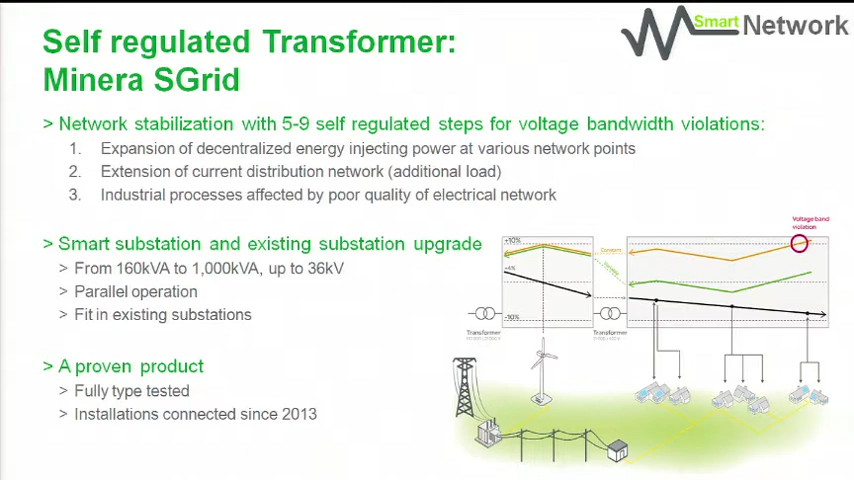 Smart Network
Self regulated Transformer:
Minera SGrid
> Network stabilization with 5-9 self regulated steps for voltage bandwidth violations:
1. Expansion of decentralized energy injecting power at various network points
2. Extension of current distribution network (additional load)
3. Industrial processes affected by poor quality of electrical network
> Smart substation and existing substation upgrade
> From 160kVA to 1,000kVA, up to 36kV
> Parallel operation
> Fit in existing substations
> A proven product
> Fully type tested
> Installations connected since 2013
Voltage band
violation
+10%
+4%
-10%
Transformer
Transformer